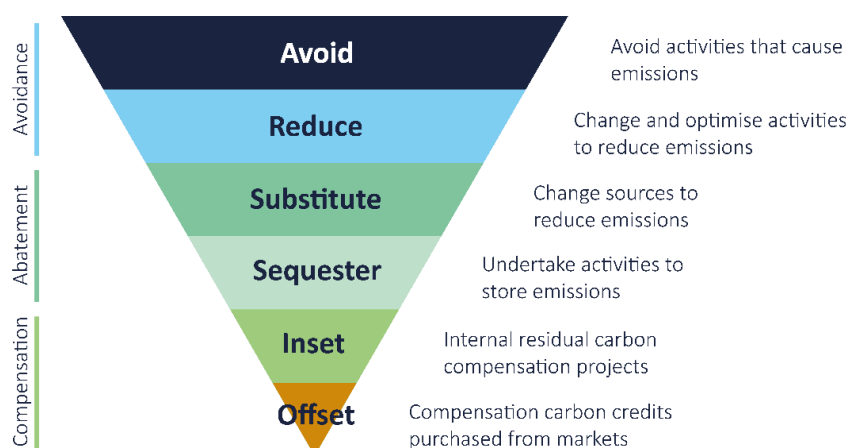 Avoidance
Avoid
Avoid activities that cause
emissions
Reduce
Change and optimise activities
to reduce emissions
Abatement
Substitute
Change sources to
reduce emissions
Sequester
Undertake activities to
store emissions
Compensation
Inset
Internal residual carbon
compensation projects
Offset
Compensation carbon credits
purchased from markets